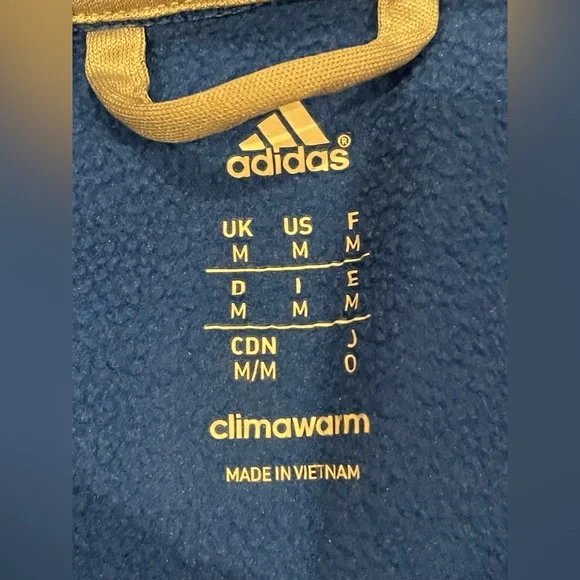 adidas®
UK US F
M M M
D I E
M M M
CDN J
M/M O
climawarm
MADE IN VIETNAM